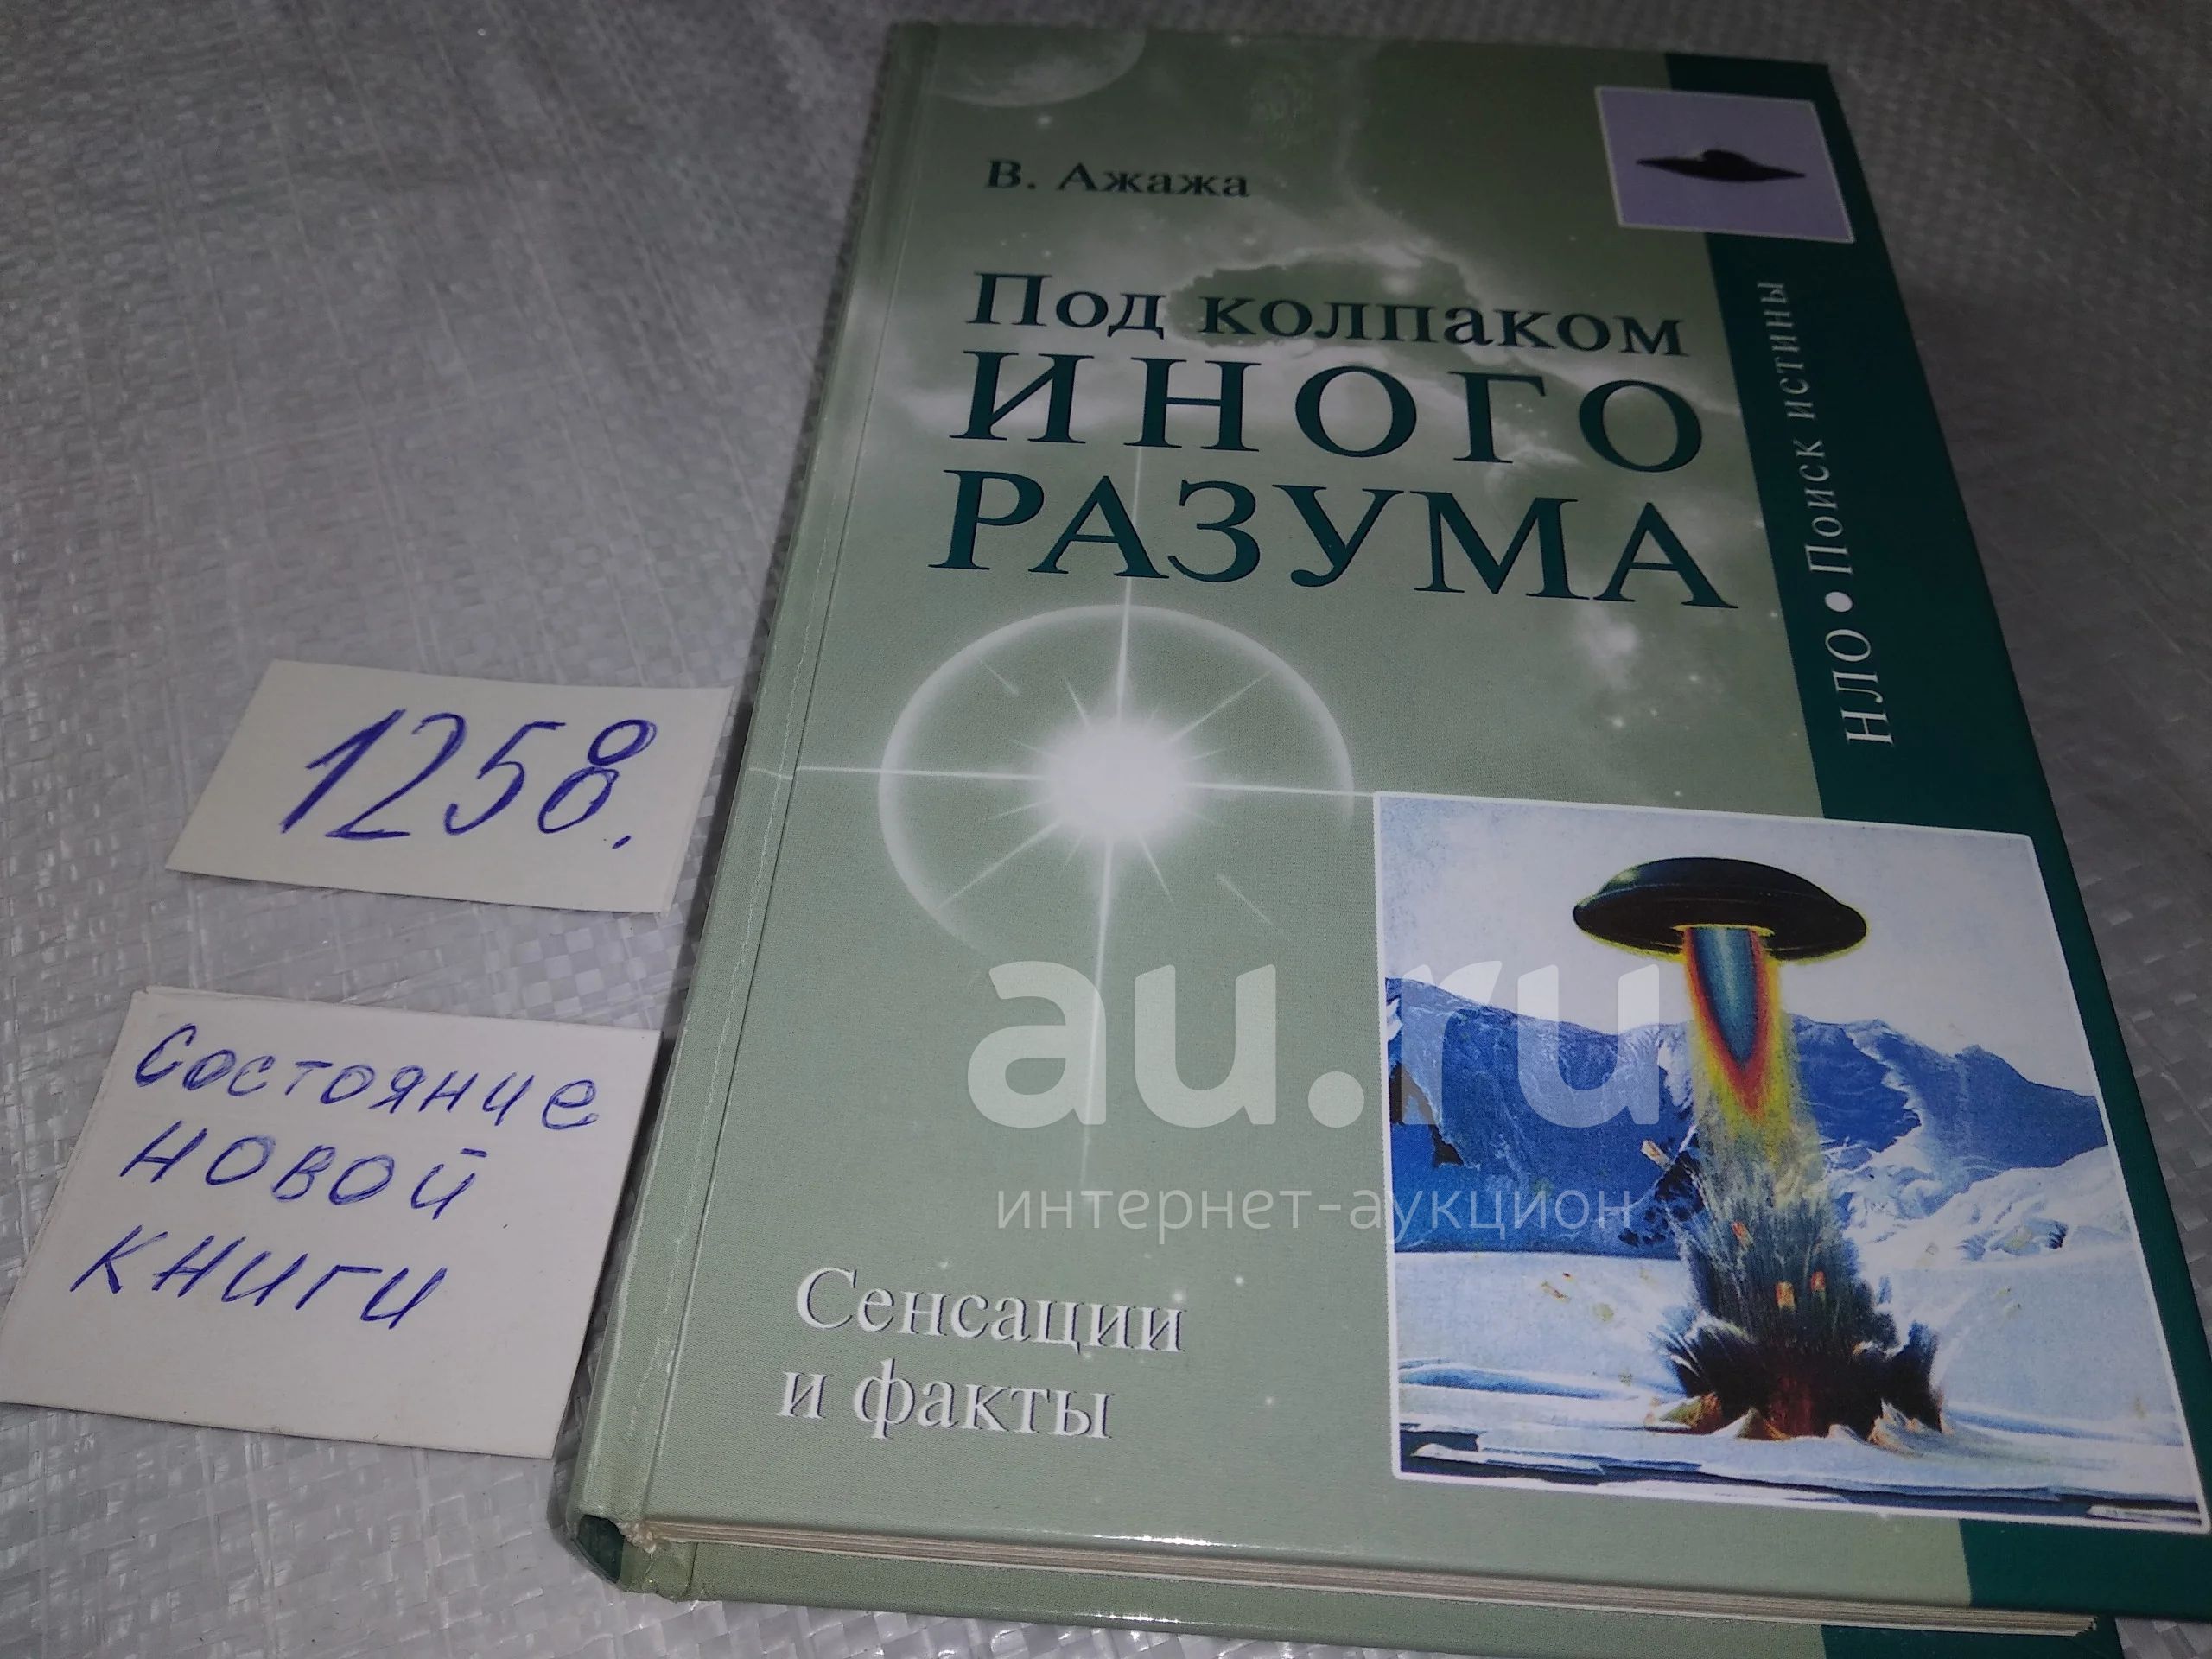 В. Ажажа
Под колпаком
ИНОГО
РАЗУМА
НЛО • Поиск истины
1258.
Состояние
новой
книги
au.ru
интернет-аукцион
Сенсации
и факты